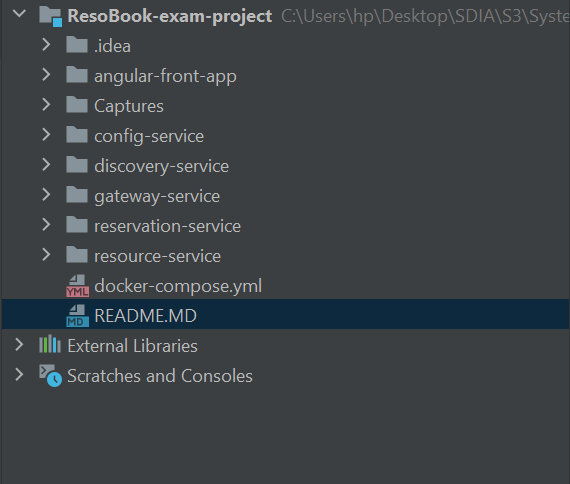 ResoBook-exam-project C:\Users\hp\Desktop\SDIA\S3\Syste
.idea
angular-front-app
Captures
config-service
discovery-service
gateway-service
reservation-service
resource-service
YML docker-compose.yml
MD README.MD
External Libraries
Scratches and Consoles